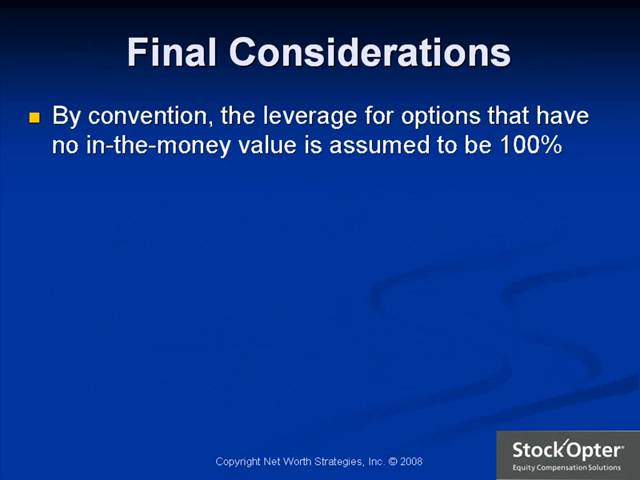 Final Considerations
By convention, the leverage for options that have
no in-the-money value is assumed to be 100%
Copyright Net Worth Strategies, Inc. © 2008
StockOpter
Equity Compensation Solutions